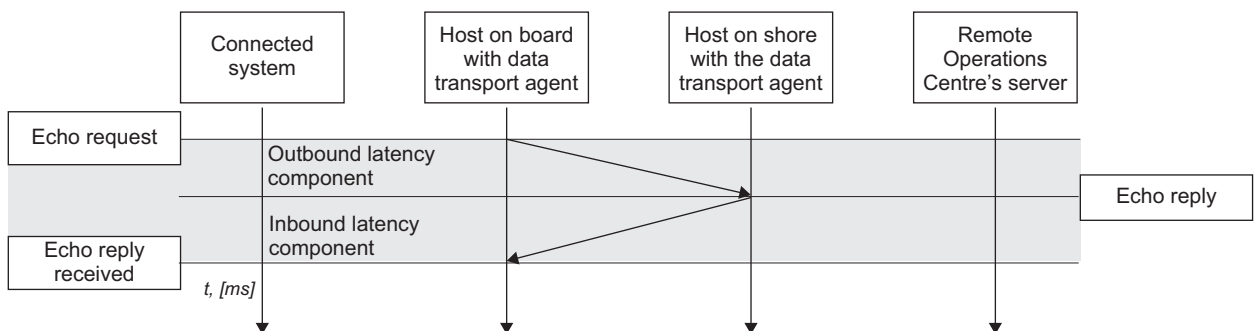 Connected
system
Host on board
with data
transport agent
Host on shore
with the data
transport agent
Remote
Operations
Centre's server
Echo request
Outbound latency
component
Echo reply
Inbound latency
component
Echo reply
received
t, [ms]